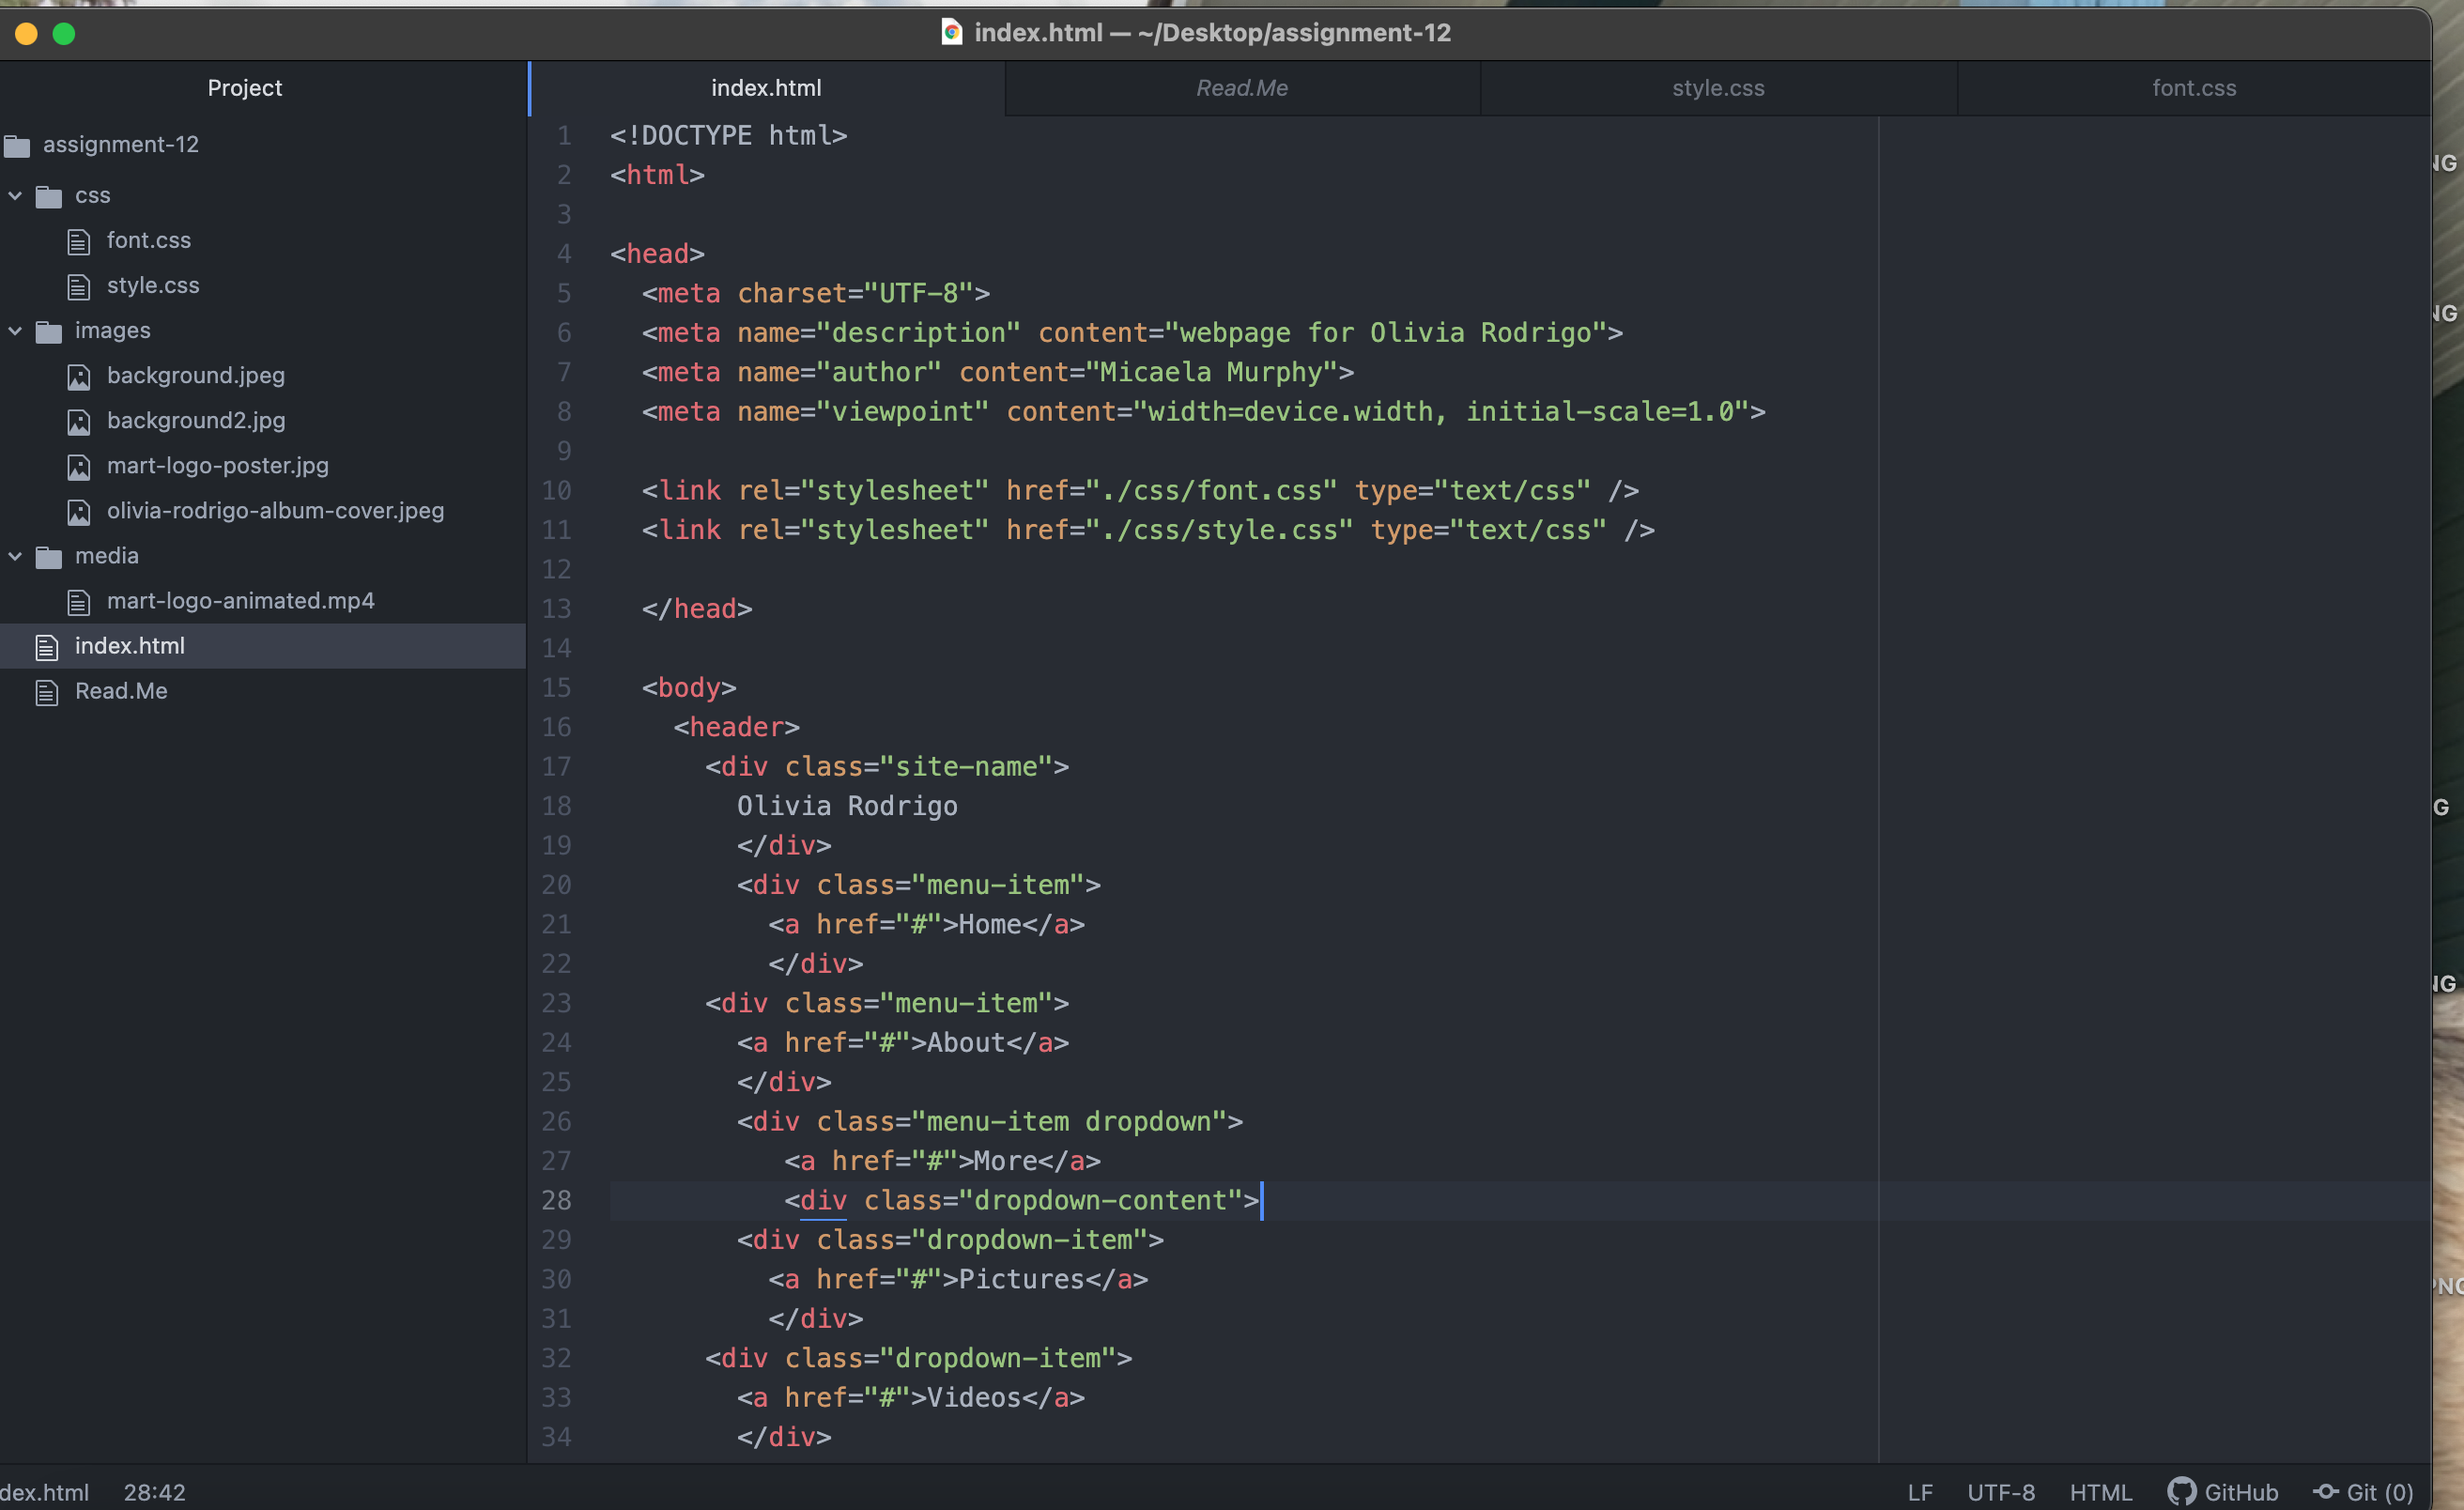 index.html — ~/Desktop/assignment-12
Project
index.html
Read.Me
style.css
font.css
assignment-12
css
font.css
style.css
images
background.jpeg
background2.jpg
mart-logo-poster.jpg
olivia-rodrigo-album-cover.jpeg
media
mart-logo-animated.mp4
index.html
Read.Me
1 <!DOCTYPE html>
2 <html>
3
4 <head>
5 <meta charset="UTF-8">
6 <meta name="description" content="webpage for Olivia Rodrigo">
7 <meta name="author" content="Micaela Murphy">
8 <meta name="viewpoint" content="width=device.width, initial-scale=1.0">
9
10 <link rel="stylesheet" href="./css/font.css" type="text/css" />
11 <link rel="stylesheet" href="./css/style.css" type="text/css" />
12
13 </head>
14
15 <body>
16 <header>
17 <div class="site-name">
18 Olivia Rodrigo
19 </div>
20 <div class="menu-item">
21 <a href="#">Home</a>
22 </div>
23 <div class="menu-item">
24 <a href="#">About</a>
25 </div>
26 <div class="menu-item dropdown">
27 <a href="#">More</a>
28 <div class="dropdown-content">
29 <div class="dropdown-item">
30 <a href="#">Pictures</a>
31 </div>
32 <div class="dropdown-item">
33 <a href="#">Videos</a>
34 </div>
dex.html 28:42
LF UTF-8 HTML GitHub Git (0)
NG
NG
G
NG
PNG